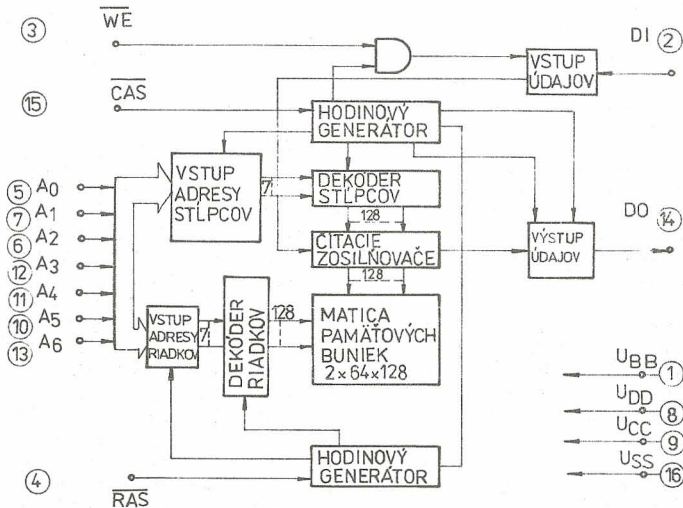 3
WE
DI
2
VSTUP
ÚDAJOV
15
CAS
HODINOVÝ
GENERÁTOR
VSTUP
ADRESY
STĹPCOV
7
DEKÓDER
STĹPCOV
128
ČÍTACIE
ZOSILŇOVAČE
128
DO
14
VÝSTUP
ÚDAJOV
5 A0
7 A1
6 A2
12 A3
11 A4
10 A5
13 A6
VSTUP
ADRESY
RIADKOV
7
DEKÓDER
RIADKOV
128
MATICA
PAMÄŤOVÝCH
BUNIEK
2×64×128
UBB 1
UDD 8
UCC 9
USS 16
4
RAS
HODINOVÝ
GENERÁTOR